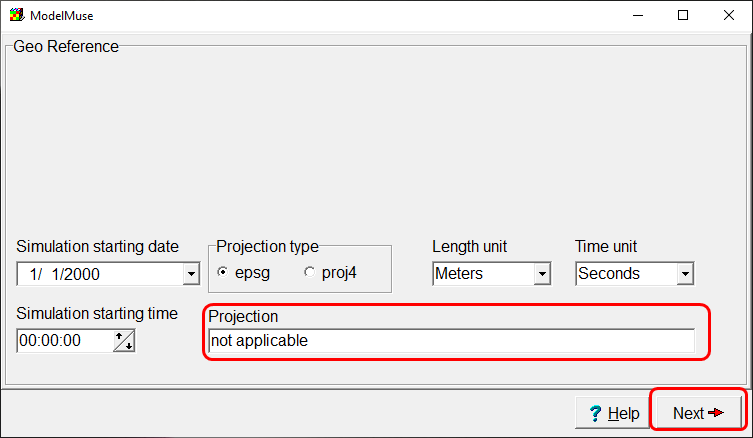 ModelMuse
Geo Reference
Simulation starting date
Projection type
Length unit
Time unit
1/ 1/2000
epsg
proj4
Meters
Seconds
Simulation starting time
Projection
00:00:00
not applicable
? Help
Next